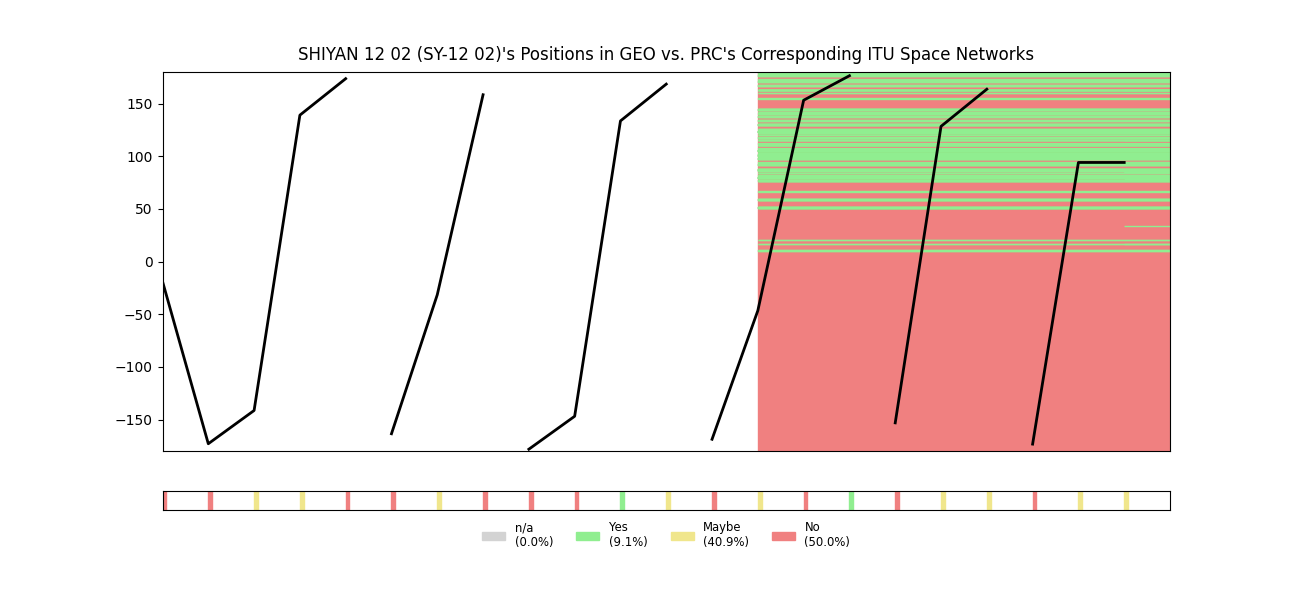 SHIYAN 12 02 (SY-12 02)'s Positions in GEO vs. PRC's Corresponding ITU Space Networks
150
100
50
0
−50
−100
−150
n/a
(0.0%)
Yes
(9.1%)
Maybe
(40.9%)
No
(50.0%)